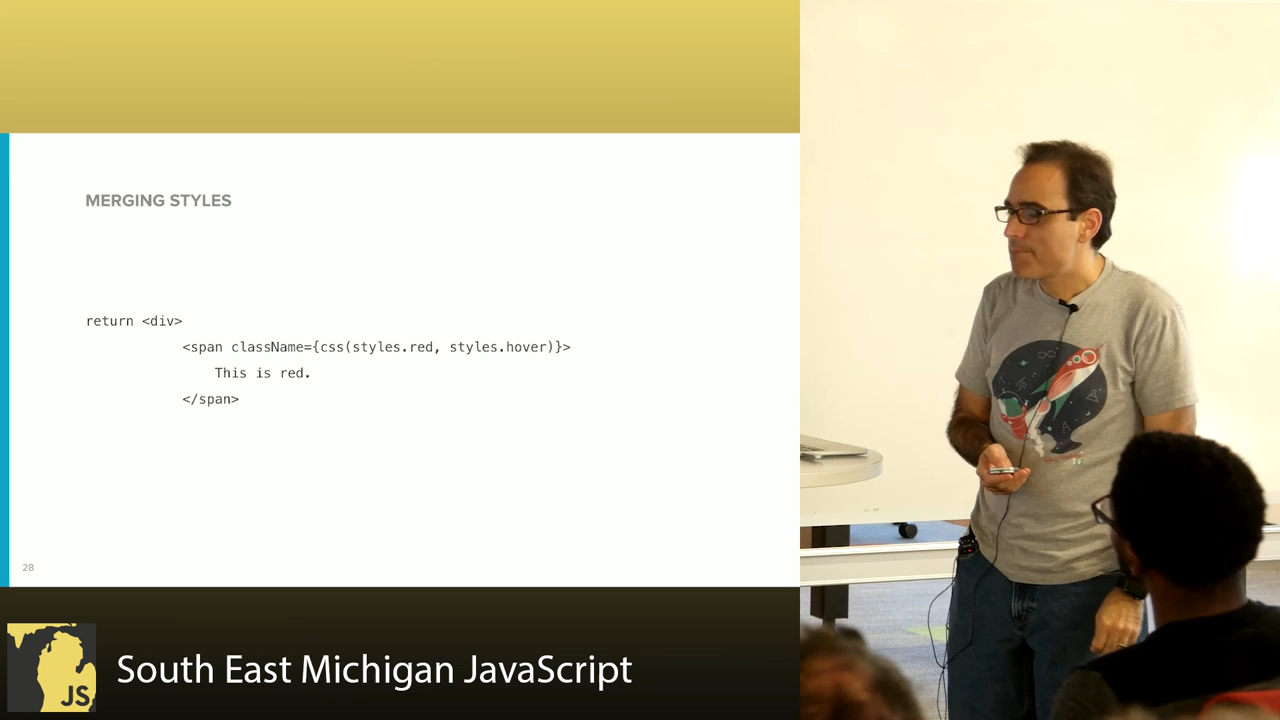 MERGING STYLES
return <div>
<span className={css(styles.red, styles.hover)}>
This is red.
</span>
28
JS
South East Michigan JavaScript